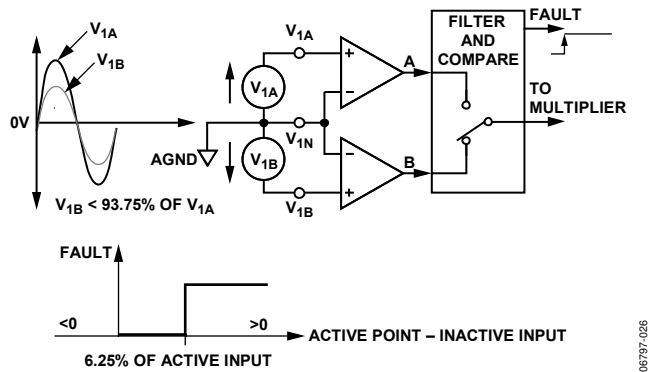 V1A
V1B
0V
V1B < 93.75% OF V1A
AGND
V1A
V1A
V1N
V1B
V1B
+
–
–
+
A
B
FILTER
AND
COMPARE
FAULT
TO
MULTIPLIER
FAULT
<0
>0
ACTIVE POINT – INACTIVE INPUT
6.25% OF ACTIVE INPUT
06797-026